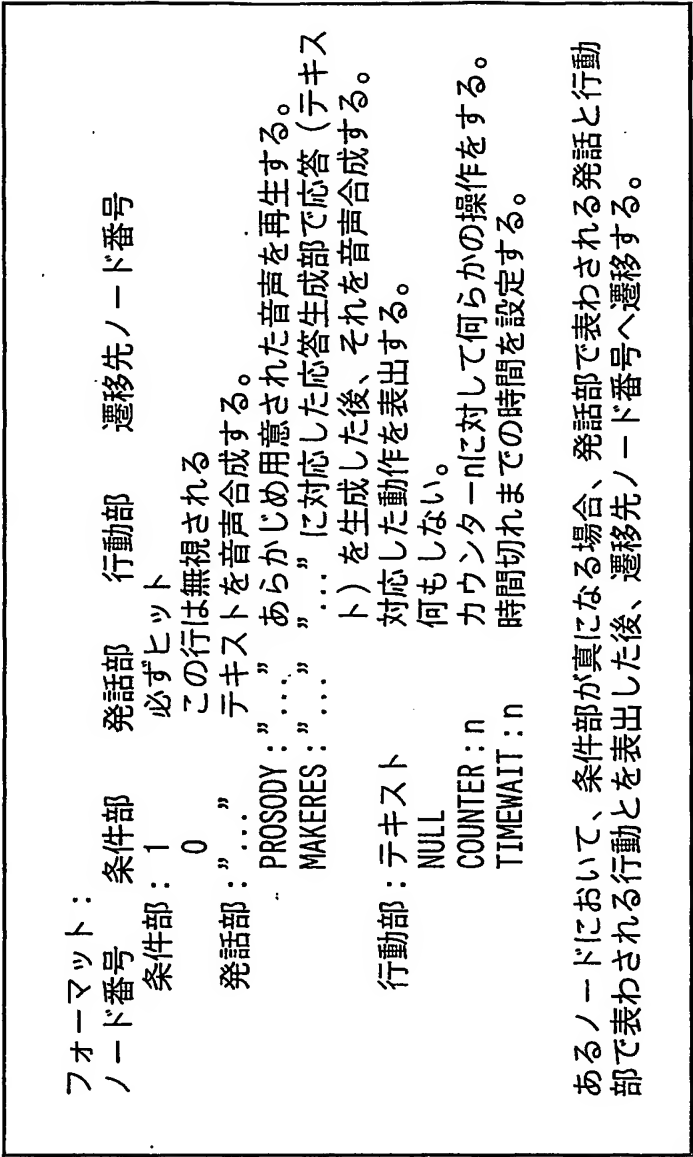 フォーマット：
ノード番号　条件部　発話部　行動部　遷移先ノード番号
条件部：1　必ずヒット
0　この行は無視される
発話部：”...”　テキストを音声合成する。
PROSODY：”...”　あらかじめ用意された音声を再生する。
MAKERES：”...”　”...”に対応した応答生成部で応答（テキス
ト）を生成した後、それを音声合成する。
行動部：テキスト　対応した動作を表出する。
NULL　何もしない。
COUNTER：n　カウンターnに対して何らかの操作をする。
TIMEWAIT：n　時間切れまでの時間を設定する。
あるノードにおいて、条件部が真になる場合、発話部で表わされる発話と行動
部で表わされる行動とを表出した後、遷移先ノード番号へ遷移する。